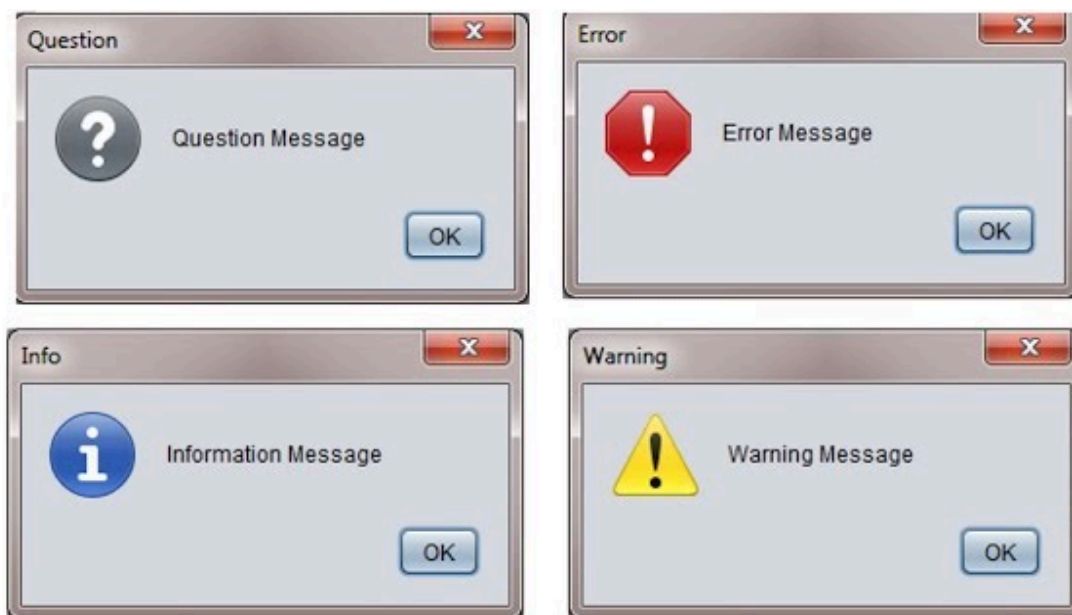 Question
Question Message
OK
Error
Error Message
OK
Info
Information Message
OK
Warning
Warning Message
OK